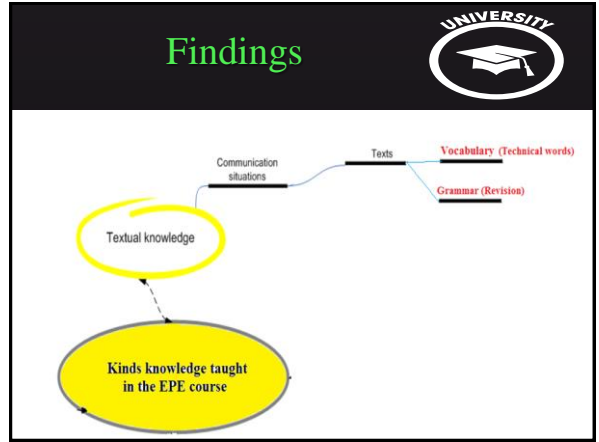 Findings
UNIVERSITY
Communication
situations
Texts
Vocabulary (Technical words)
Grammar (Revision)
Textual knowledge
Kinds knowledge taught
in the EPE course